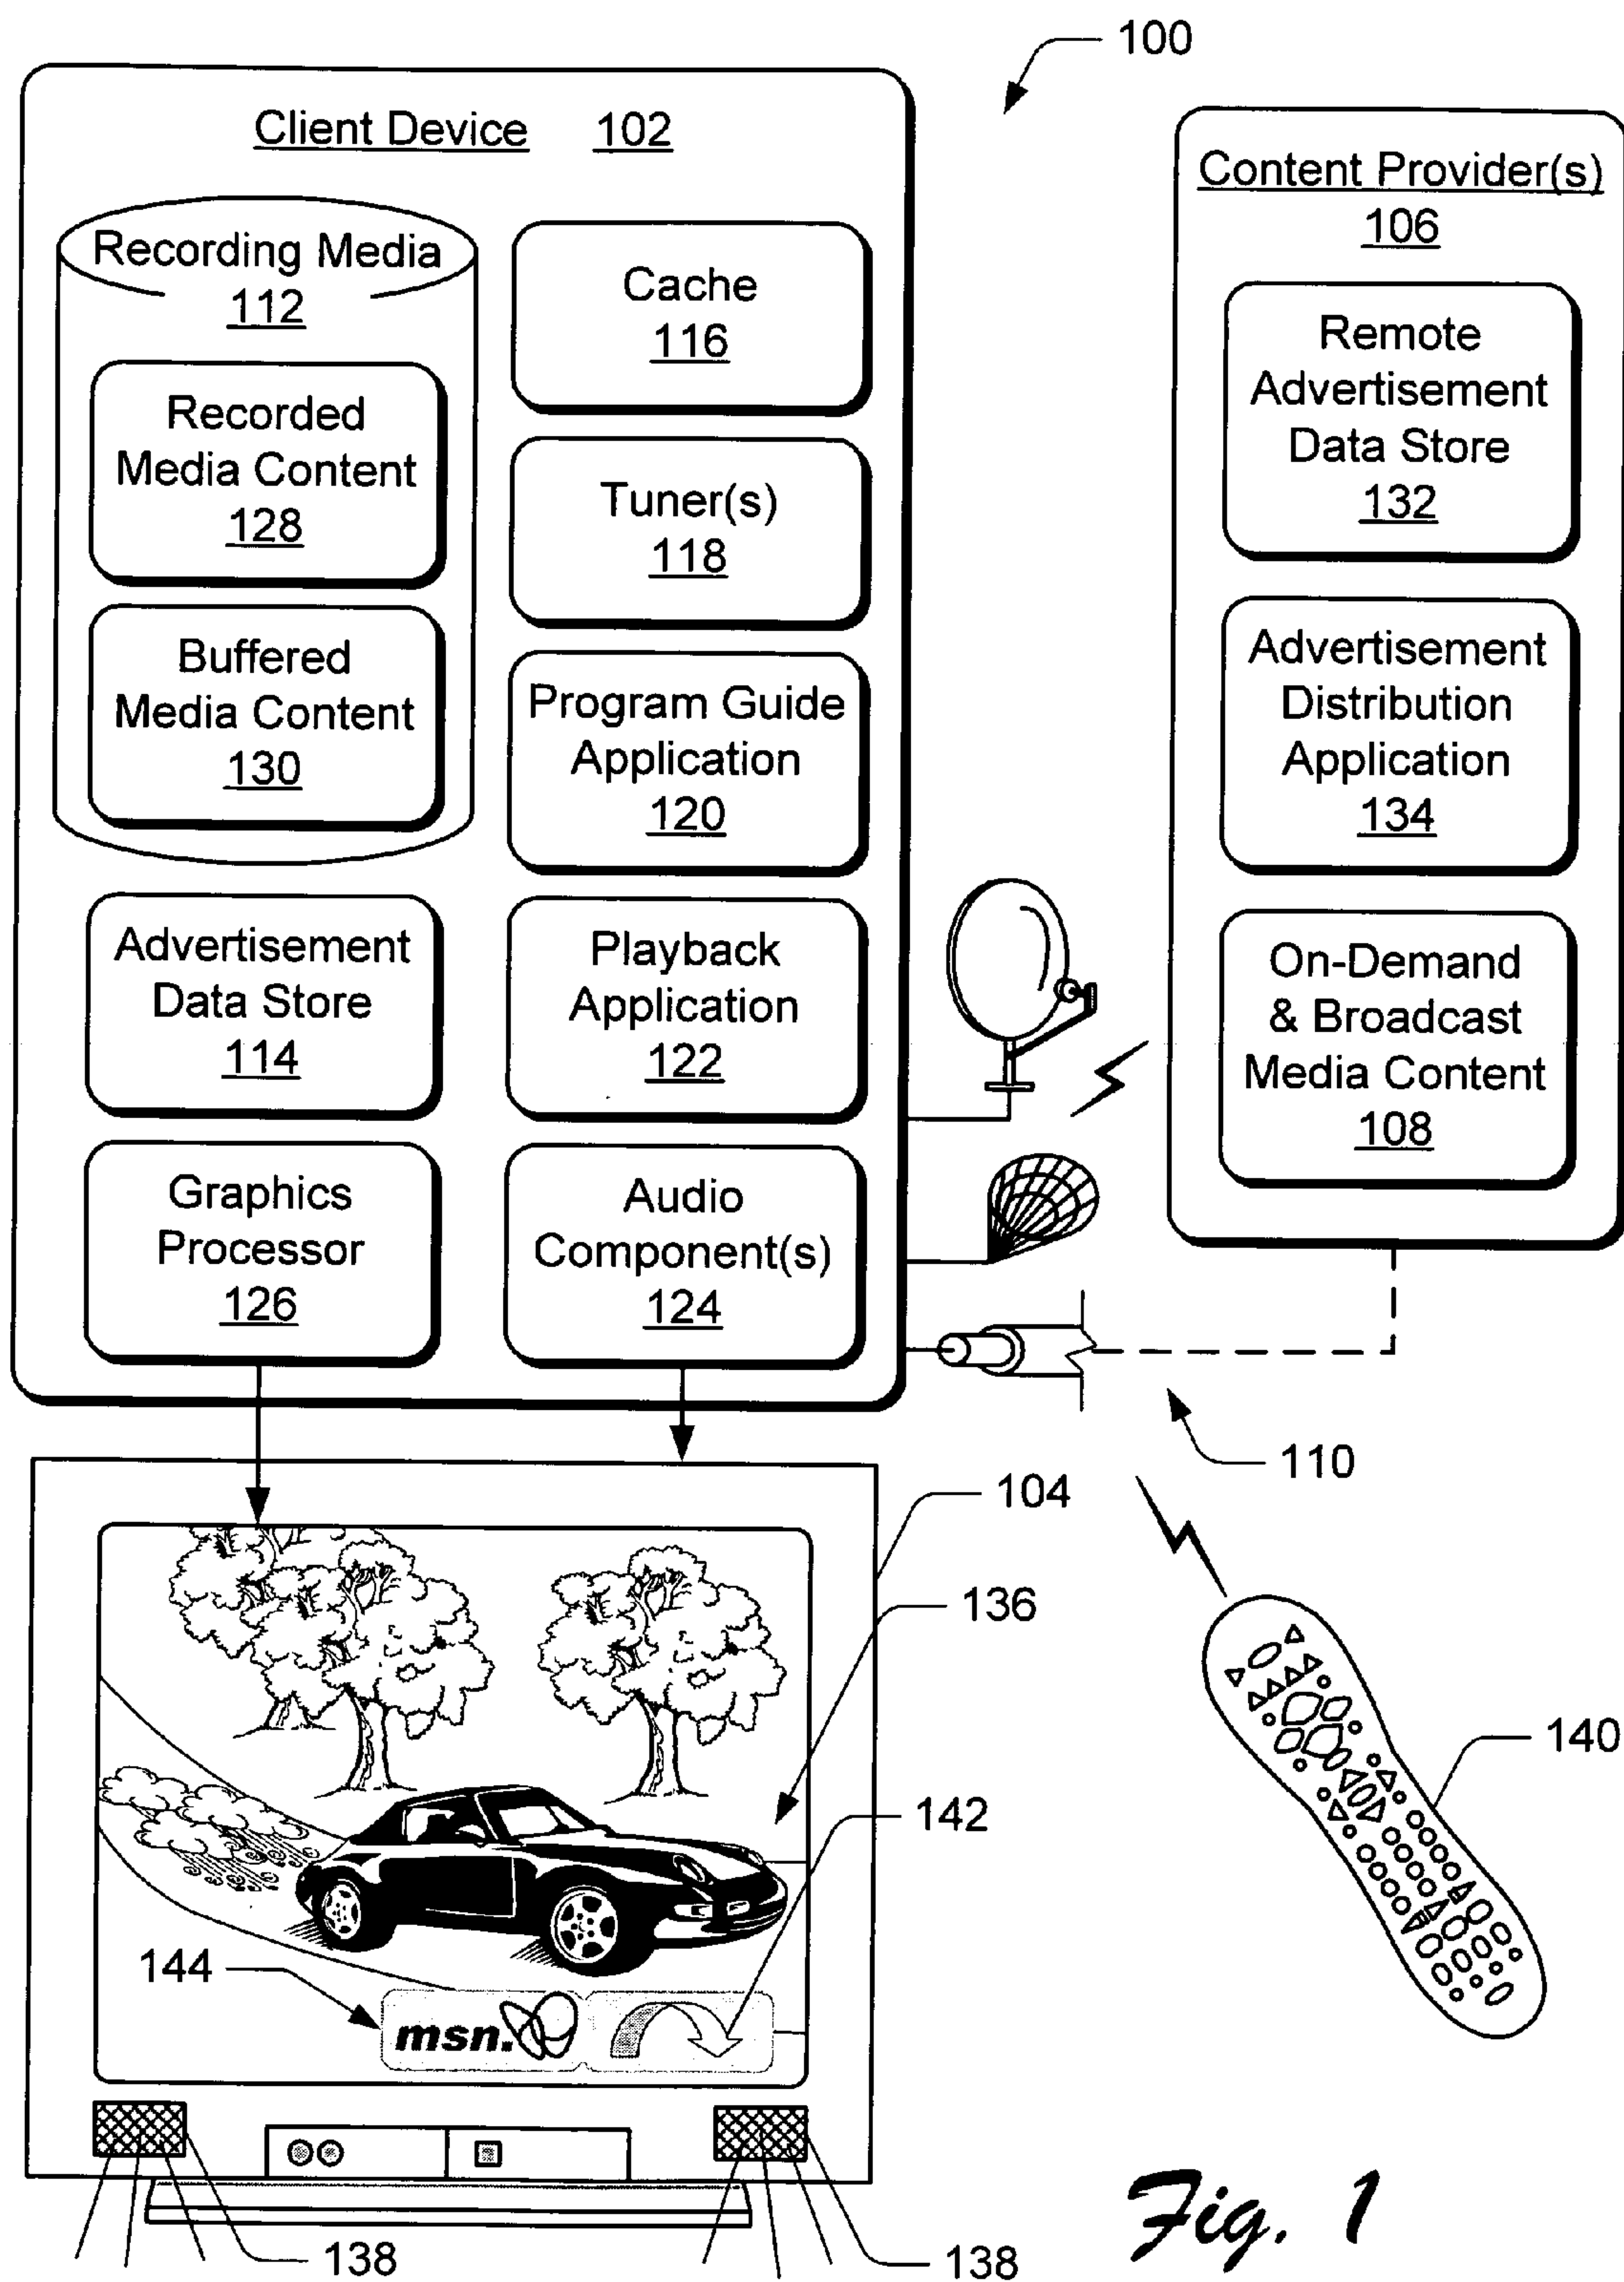 100
Client Device 102
Recording Media
112
Recorded
Media Content
128
Buffered
Media Content
130
Advertisement
Data Store
114
Graphics
Processor
126
Cache
116
Tuner(s)
118
Program Guide
Application
120
Playback
Application
122
Audio
Component(s)
124
Content Provider(s)
106
Remote
Advertisement
Data Store
132
Advertisement
Distribution
Application
134
On-Demand
& Broadcast
Media Content
108
110
104
136
140
142
144
msn.
138
138
Fig. 1